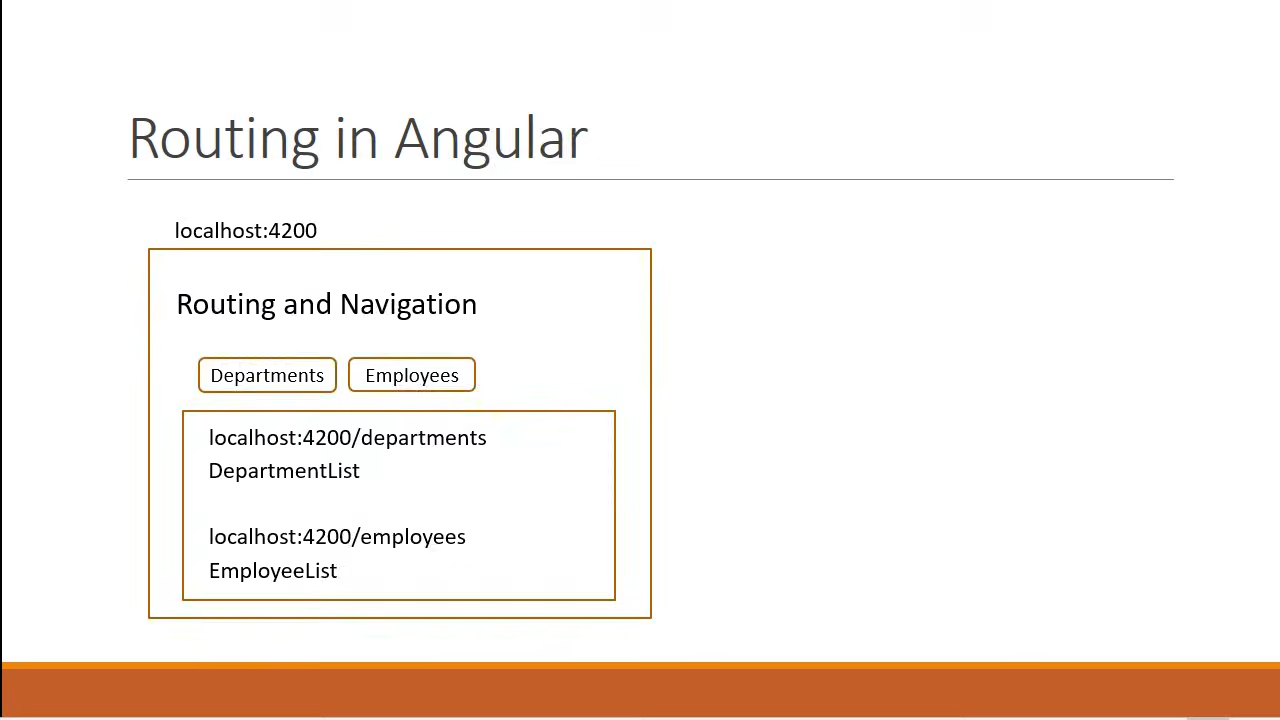 Routing in Angular
localhost:4200
Routing and Navigation
Departments
Employees
localhost:4200/departments
DepartmentList
localhost:4200/employees
EmployeeList